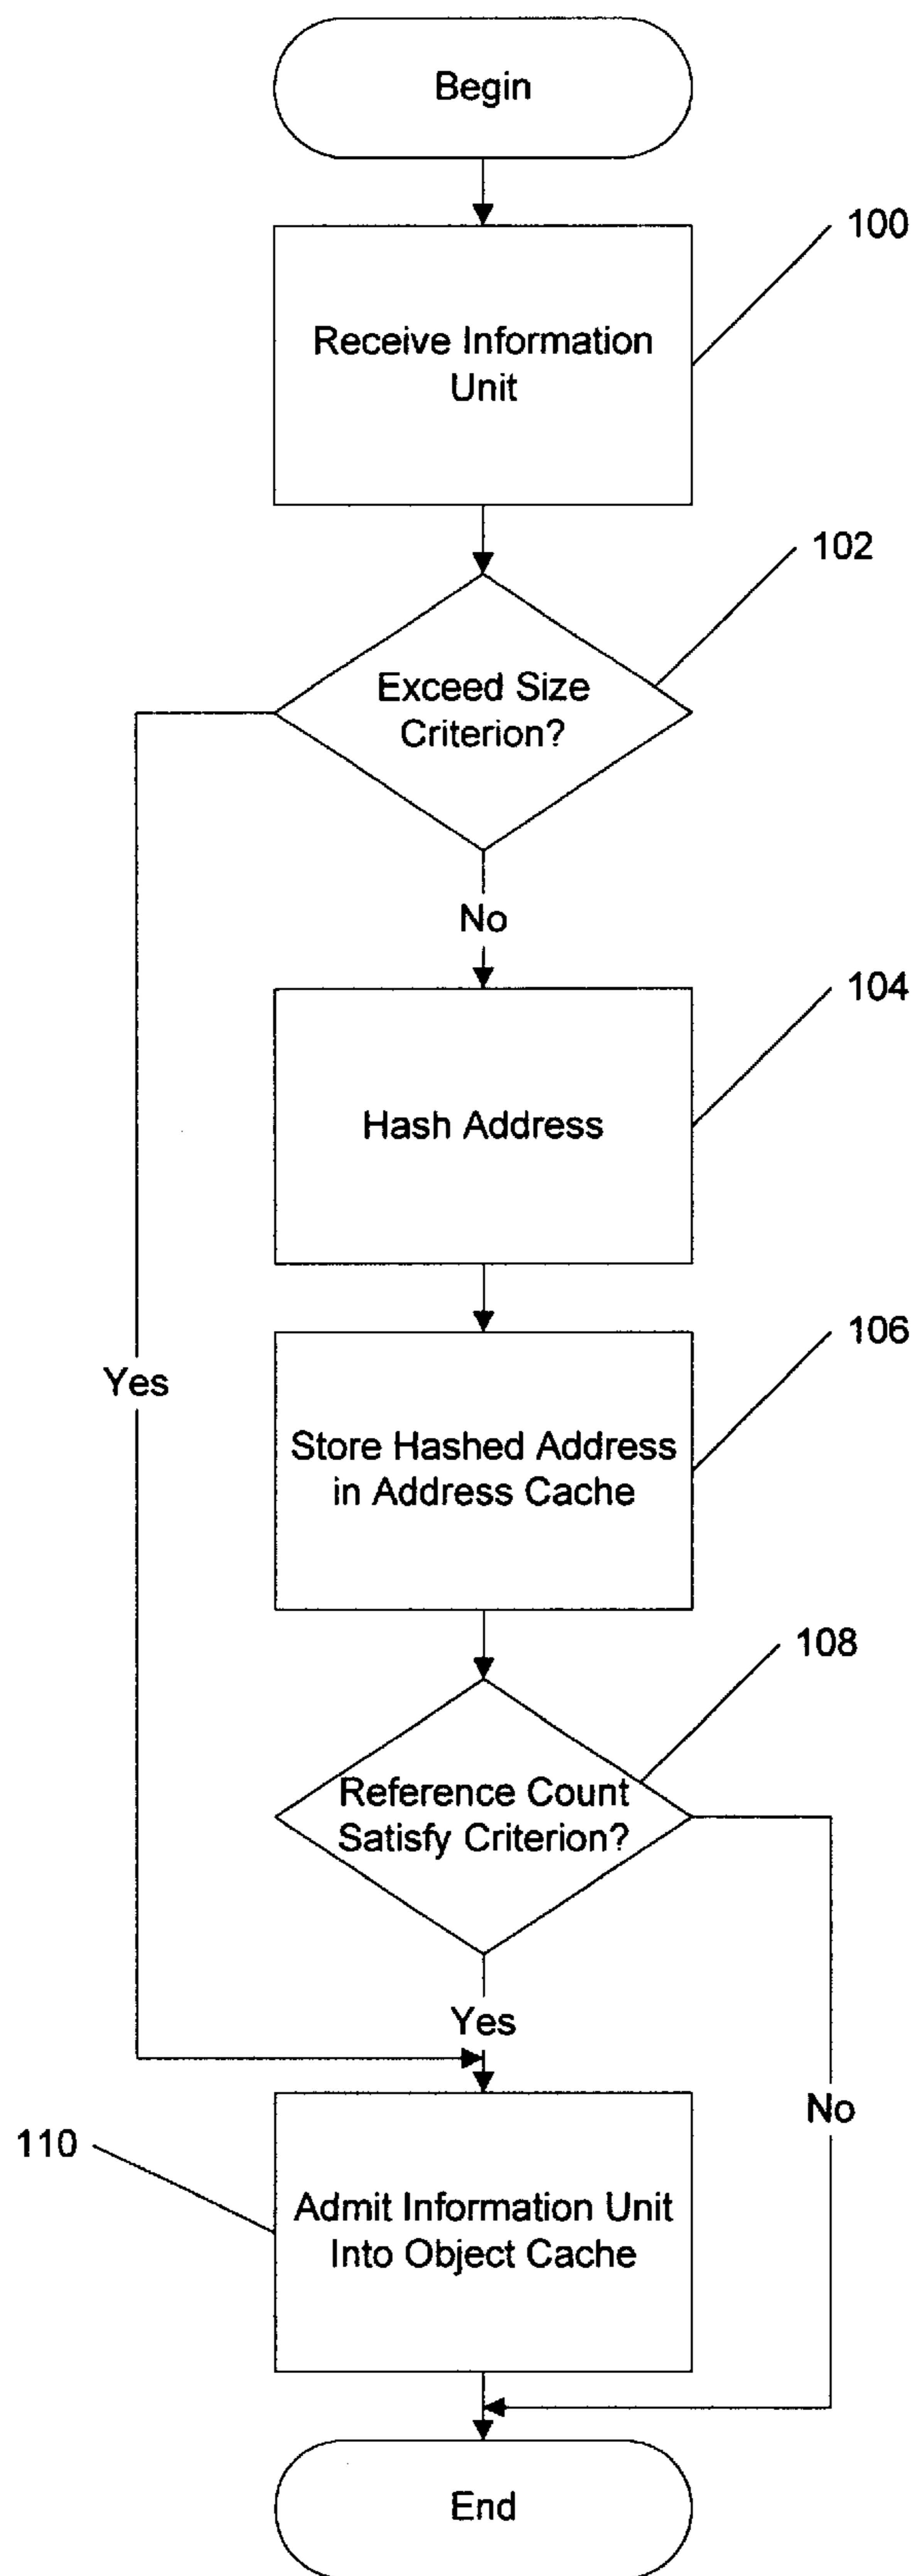 Begin
100
Receive Information
Unit
102
Exceed Size
Criterion?
No
104
Hash Address
106
Yes
Store Hashed Address
in Address Cache
108
Reference Count
Satisfy Criterion?
Yes
No
110
Admit Information Unit
Into Object Cache
End